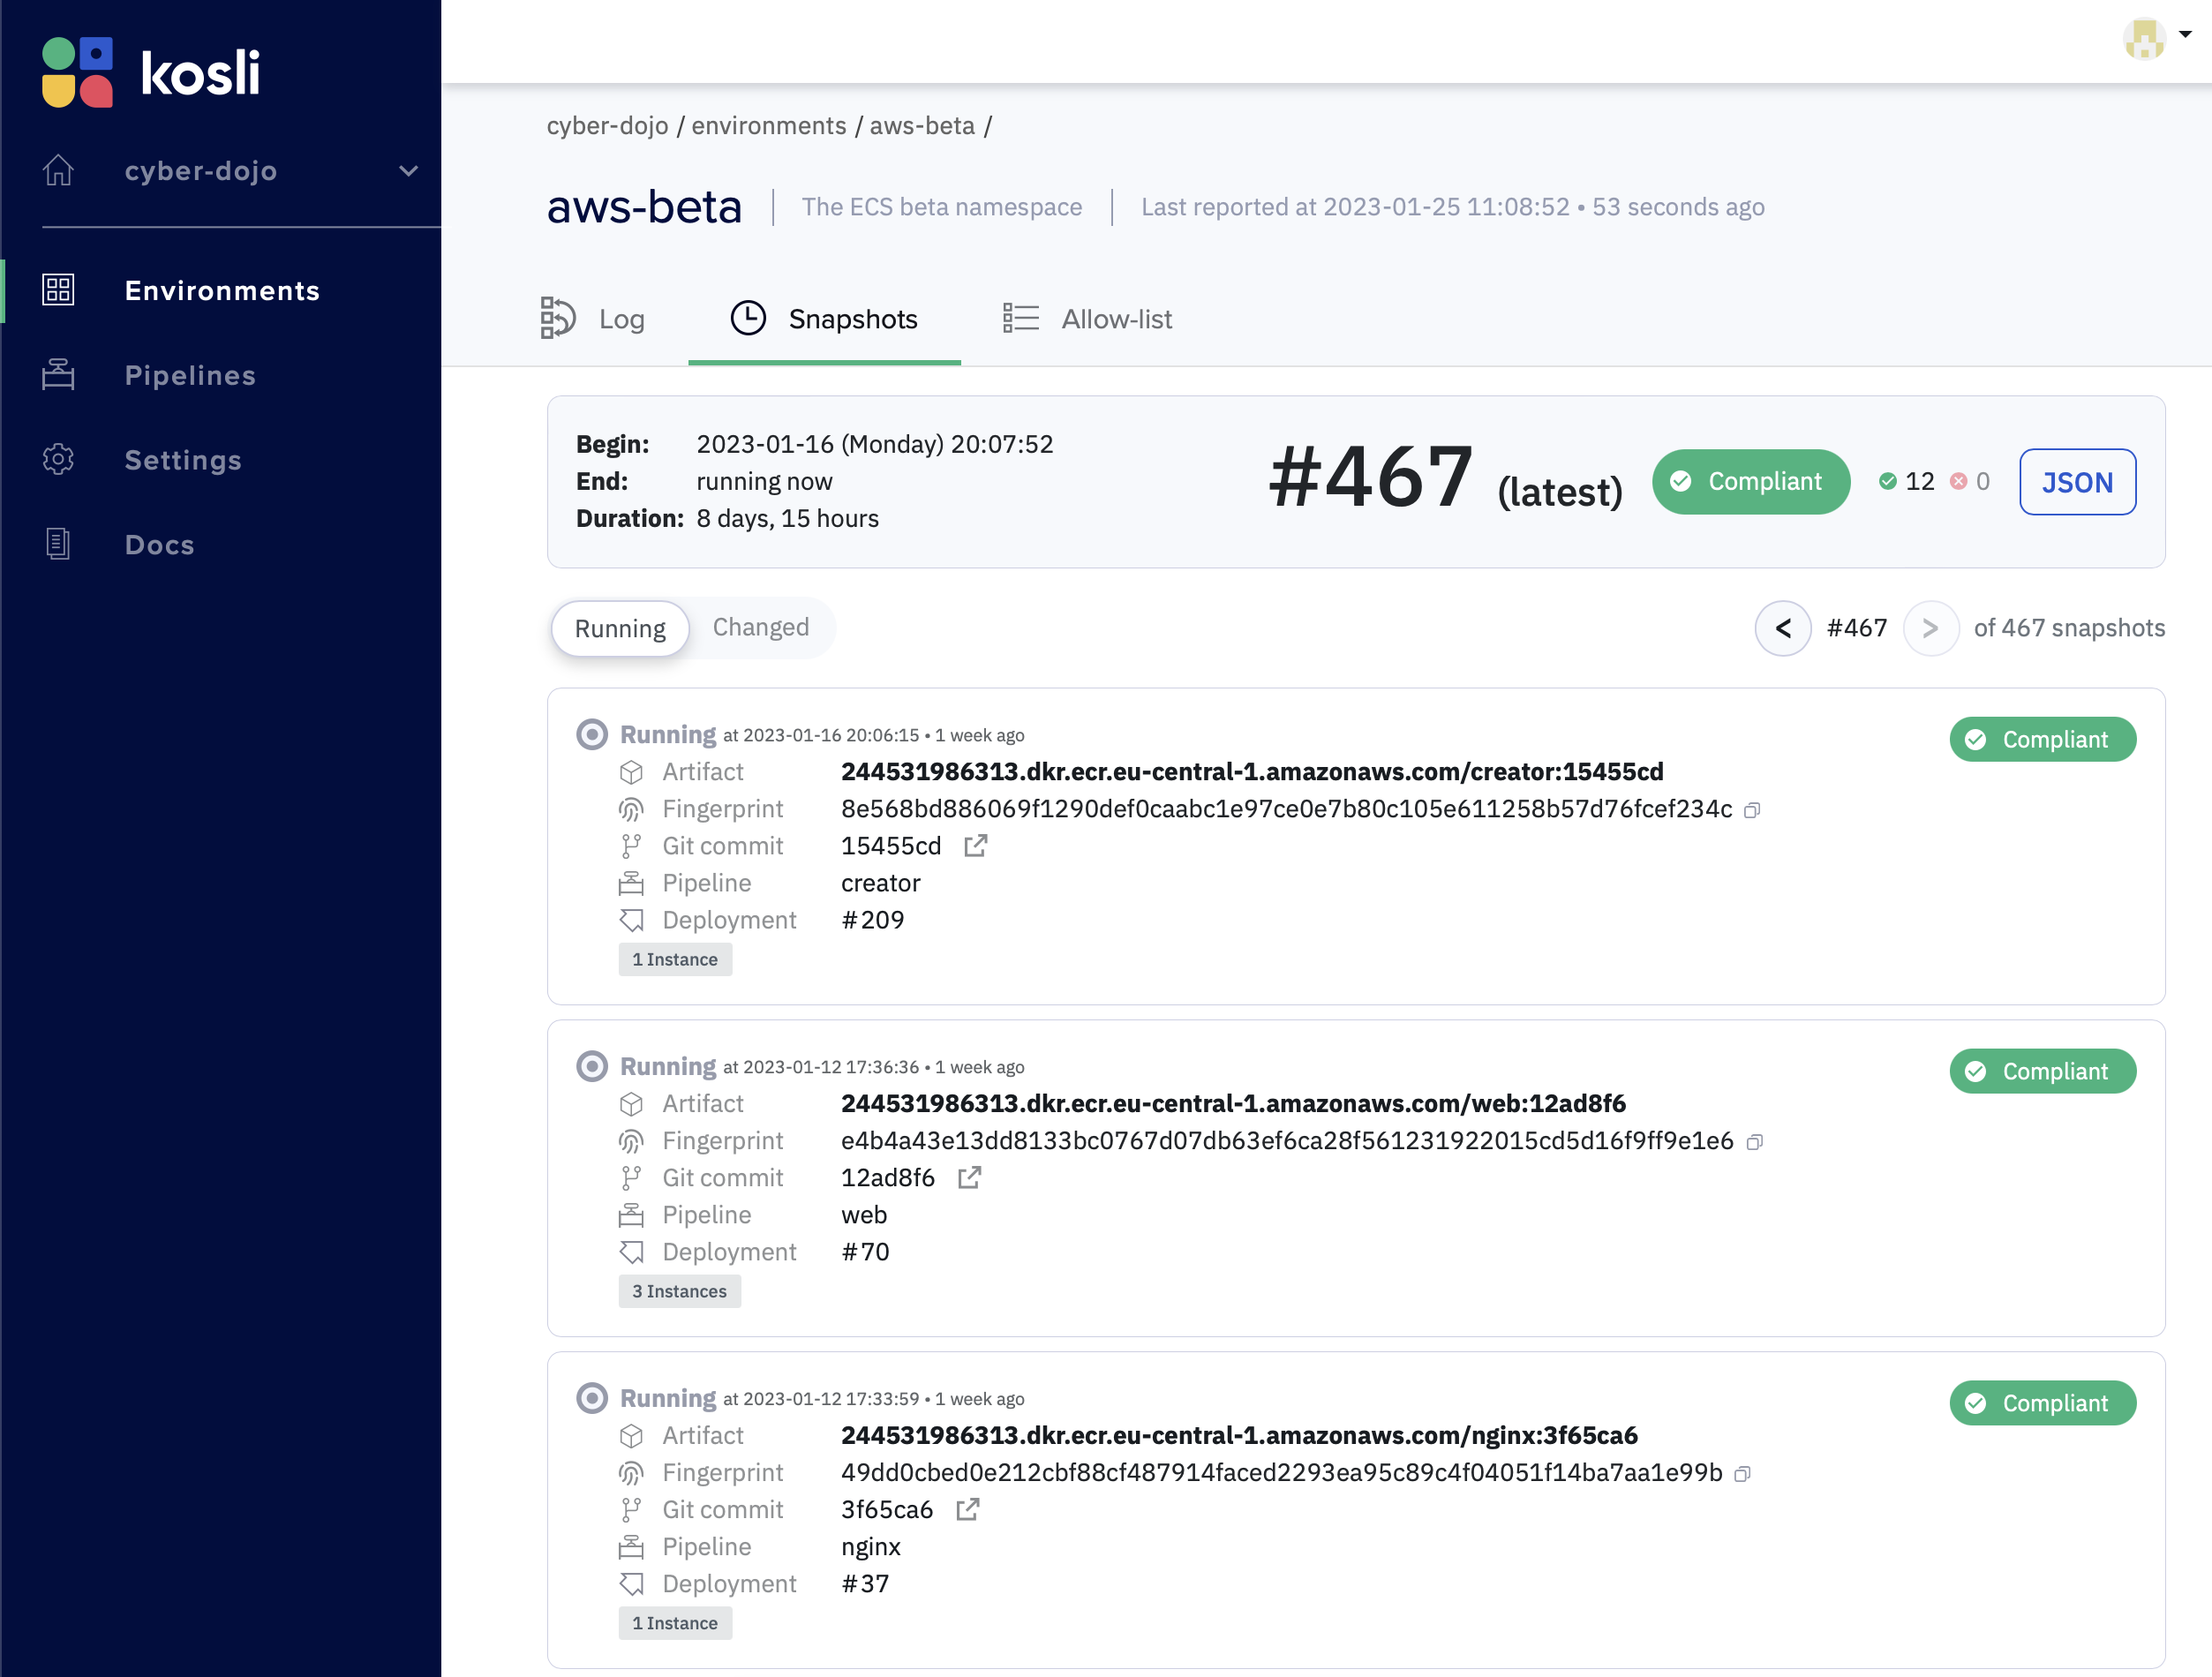 kosli
cyber-dojo
Environments
Pipelines
Settings
Docs
cyber-dojo / environments / aws-beta /
aws-beta | The ECS beta namespace | Last reported at 2023-01-25 11:08:52 • 53 seconds ago
Log Snapshots Allow-list
Begin: 2023-01-16 (Monday) 20:07:52
End: running now
Duration: 8 days, 15 hours
#467 (latest) Compliant 12 0 JSON
Running Changed
< #467 > of 467 snapshots
Running at 2023-01-16 20:06:15 • 1 week ago Compliant
Artifact 244531986313.dkr.ecr.eu-central-1.amazonaws.com/creator:15455cd
Fingerprint 8e568bd886069f1290def0caabc1e97ce0e7b80c105e611258b57d76fcef234c
Git commit 15455cd
Pipeline creator
Deployment #209
1 Instance
Running at 2023-01-12 17:36:36 • 1 week ago Compliant
Artifact 244531986313.dkr.ecr.eu-central-1.amazonaws.com/web:12ad8f6
Fingerprint e4b4a43e13dd8133bc0767d07db63ef6ca28f561231922015cd5d16f9ff9e1e6
Git commit 12ad8f6
Pipeline web
Deployment #70
3 Instances
Running at 2023-01-12 17:33:59 • 1 week ago Compliant
Artifact 244531986313.dkr.ecr.eu-central-1.amazonaws.com/nginx:3f65ca6
Fingerprint 49dd0cbed0e212cbf88cf487914faced2293ea95c89c4f04051f14ba7aa1e99b
Git commit 3f65ca6
Pipeline nginx
Deployment #37
1 Instance